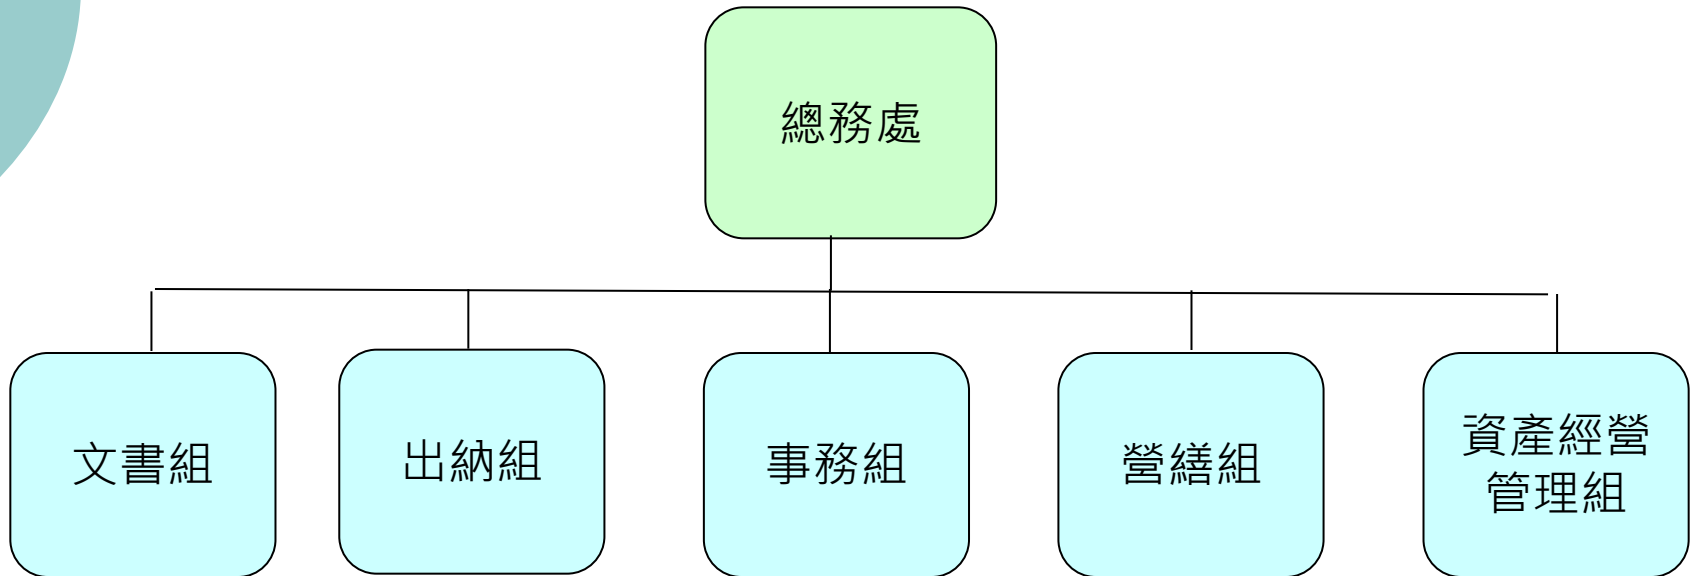 總務處
文書組
出納組
事務組
營繕組
資產經營
管理組